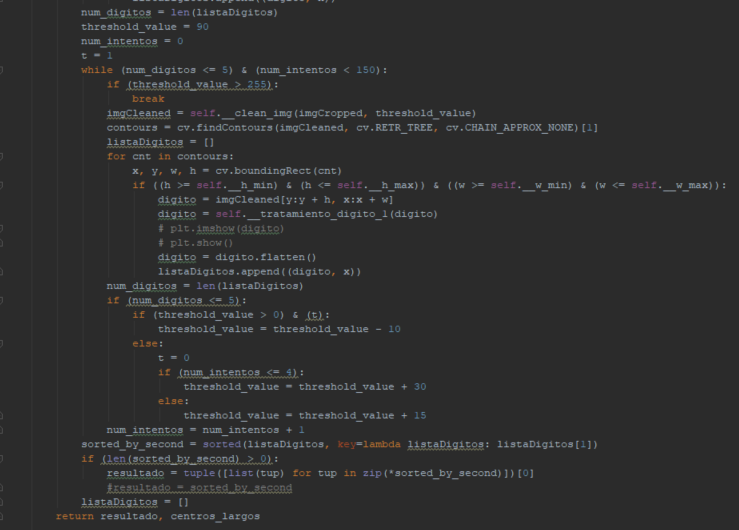 num_digitos = len(listaDigitos)
threshold_value = 90
num_intentos = 0
t = 1
while (num_digitos <= 5) & (num_intentos < 150):
if (threshold_value > 255):
break
imgCleaned = self.__clean_img(imgCropped, threshold_value)
contours = cv.findContours(imgCleaned, cv.RETR_TREE, cv.CHAIN_APPROX_NONE)[1]
listaDigitos = []
for cnt in contours:
x, y, w, h = cv.boundingRect(cnt)
if ((h >= self.__h_min) & (h <= self.__h_max)) & ((w >= self.__w_min) & (w <= self.__w_max)):
digito = imgCleaned[y:y + h, x:x + w]
digito = self.__tratamiento_digito_l(digito)
# plt.imshow(digito)
# plt.show()
digito = digito.flatten()
listaDigitos.append((digito, x))
num_digitos = len(listaDigitos)
if (num_digitos <= 5):
if (threshold_value > 0) & (t):
threshold_value = threshold_value - 10
else:
t = 0
if (num_intentos <= 4):
threshold_value = threshold_value + 30
else:
threshold_value = threshold_value + 15
num_intentos = num_intentos + 1
sorted_by_second = sorted(listaDigitos, key=lambda listaDigitos: listaDigitos[1])
if (len(sorted_by_second) > 0):
resultado = tuple([list(tup) for tup in zip(*sorted_by_second)])[0]
#resultado = sorted_by_second
listaDigitos = []
return resultado, centros_largos